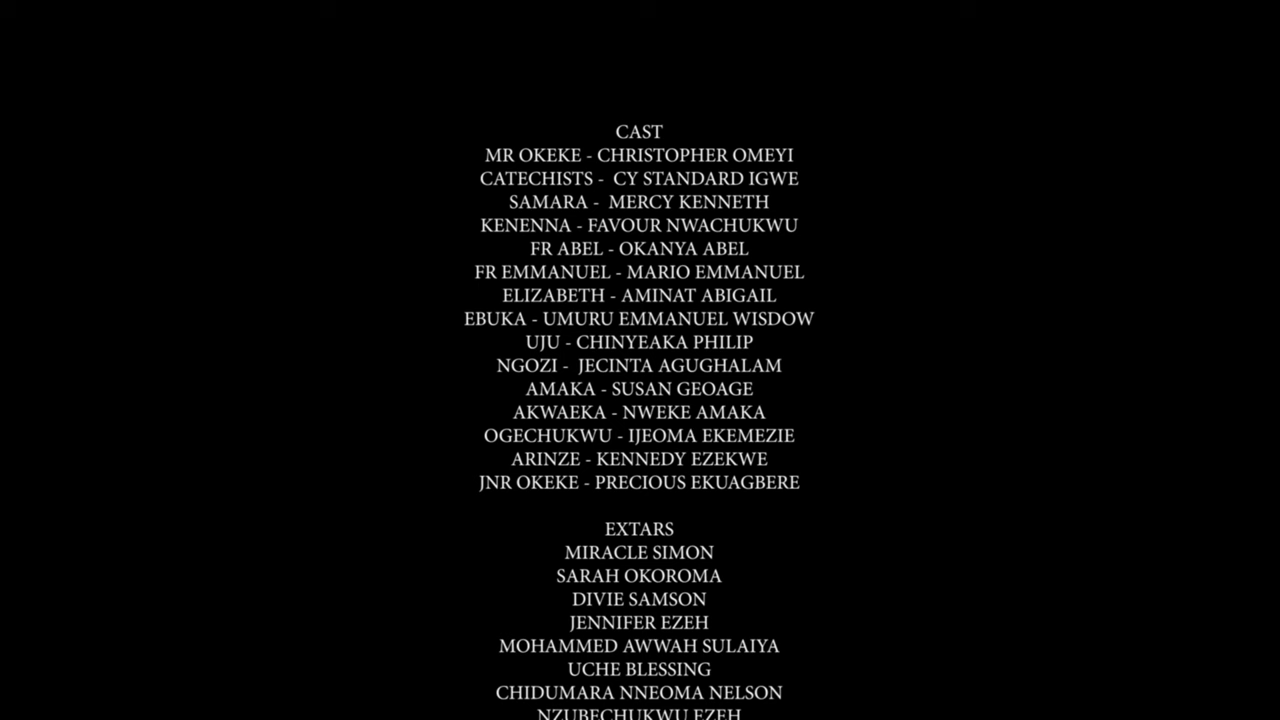 CAST
MR OKEKE - CHRISTOPHER OMEYI
CATECHISTS - CY STANDARD IGWE
SAMARA - MERCY KENNETH
KENENNA - FAVOUR NWACHUKWU
FR ABEL - OKANYA ABEL
FR EMMANUEL - MARIO EMMANUEL
ELIZABETH - AMINAT ABIGAIL
EBUKA - UMURU EMMANUEL WISDOW
UJU - CHINYEAKA PHILIP
NGOZI - JECINTA AGUGHALAM
AMAKA - SUSAN GEOAGE
AKWAEKA - NWEKE AMAKA
OGECHUKWU - IJEOMA EKEMEZIE
ARINZE - KENNEDY EZEKWE
JNR OKEKE - PRECIOUS EKUAGBERE
EXTARS
MIRACLE SIMON
SARAH OKOROMA
DIVIE SAMSON
JENNIFER EZEH
MOHAMMED AWWAH SULAIYA
UCHE BLESSING
CHIDUMARA NNEOMA NELSON
NZUBECHUKWU EZEH